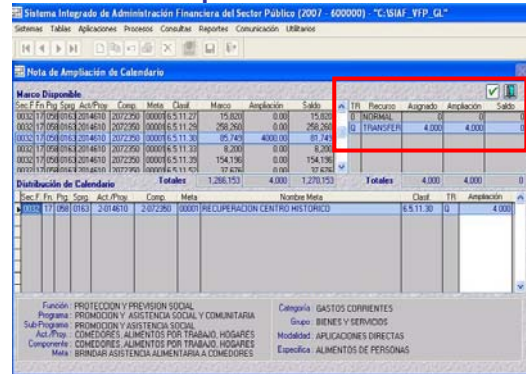 Sistema Integrado de Administración Financiera del Sector Público (2007 - 600000) - "C:\SIAF_VFP_GL"
Sistemas Tablas Aplicaciones Procesos Consultas Reportes Comunicación Utilitarios
Nota de Ampliación de Calendario
Marco Disponible
Sec.F Fn Prg Sprg Act/Proy Comp. Meta Clasif. Marco Ampliación Saldo
0032 17 058 0163 2014610 2072350 00001 6.5.11.27 15,820 0.00 15,820
0032 17 058 0163 2014610 2072350 00001 6.5.11.29 258,260 0.00 258,260
0032 17 058 0163 2014610 2072350 00001 6.5.11.30 85,749 4000.00 81,749
0032 17 058 0163 2014610 2072350 00001 6.5.11.33 8,200 0.00 8,200
0032 17 058 0163 2014610 2072350 00001 6.5.11.39 154,196 0.00 154,196
TR Recurso Asignado Ampliación Saldo
0 NORMAL 0 0 0
Q TRANSFER 4,000 4,000 0
Totales 1,266,153 4,000 1,270,153
Totales 4,000 4,000 0
Distribución de Calendario
Sec.F Fn. Prg Sprg. Act./Proy. Comp. Meta Nombre Meta Clasif. TR Ampliación
0032 17 058 0163 2-014610 2-072350 00001 RECUPERACION CENTRO HISTORICO 6.5.11.30 Q 4.000
Función : PROTECCION Y PREVISION SOCIAL
Programa : PROMOCION Y ASISTENCIA SOCIAL Y COMUNITARIA
Sub-Programa : PROMOCION Y ASISTENCIA SOCIAL
Act./Proy. : COMEDORES, ALIMENTOS POR TRABAJO, HOGARES
Componente : COMEDORES, ALIMENTOS POR TRABAJO, HOGARES
Meta : BRINDAR ASISTENCIA ALIMENTARIA A COMEDORES
Categoría GASTOS CORRIENTES
Grupo BIENES Y SERVICIOS
Modalidad APLICACIONES DIRECTAS
Específica ALIMENTOS DE PERSONAS